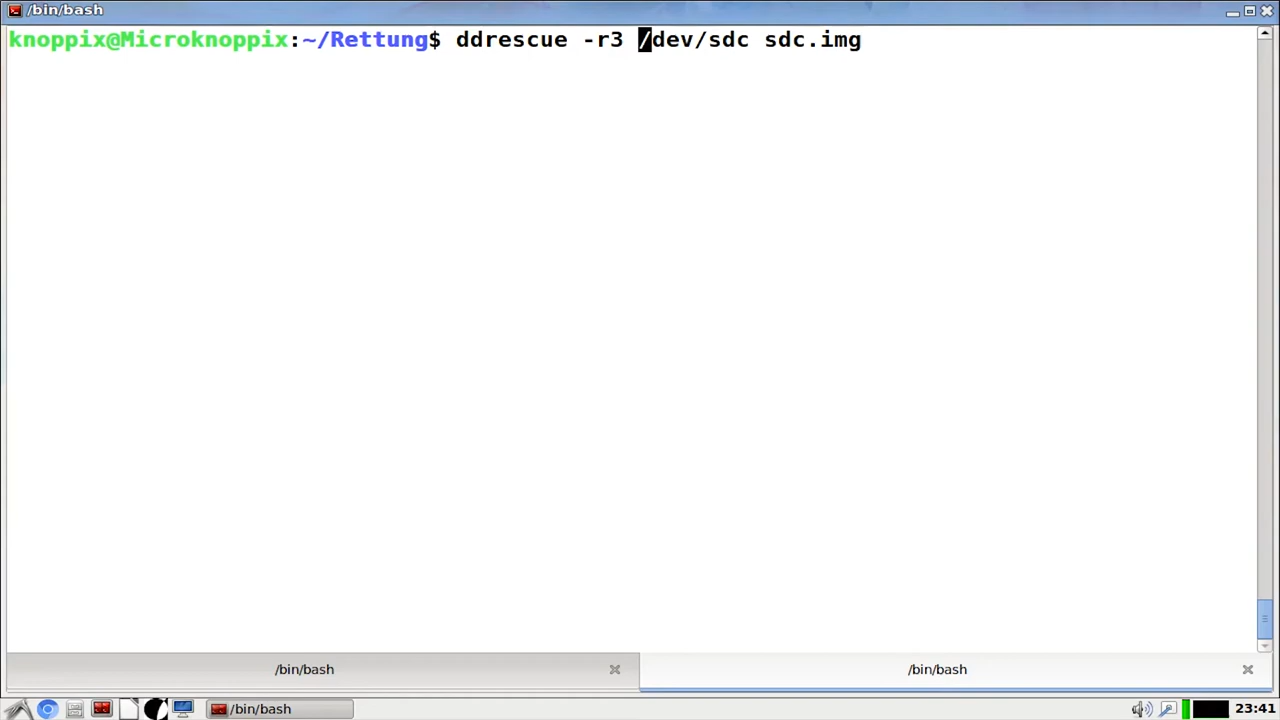 /bin/bash
knoppix@Microknoppix:~/Rettung$ ddrescue -r3 /dev/sdc sdc.img
/bin/bash
/bin/bash
/bin/bash
23:41